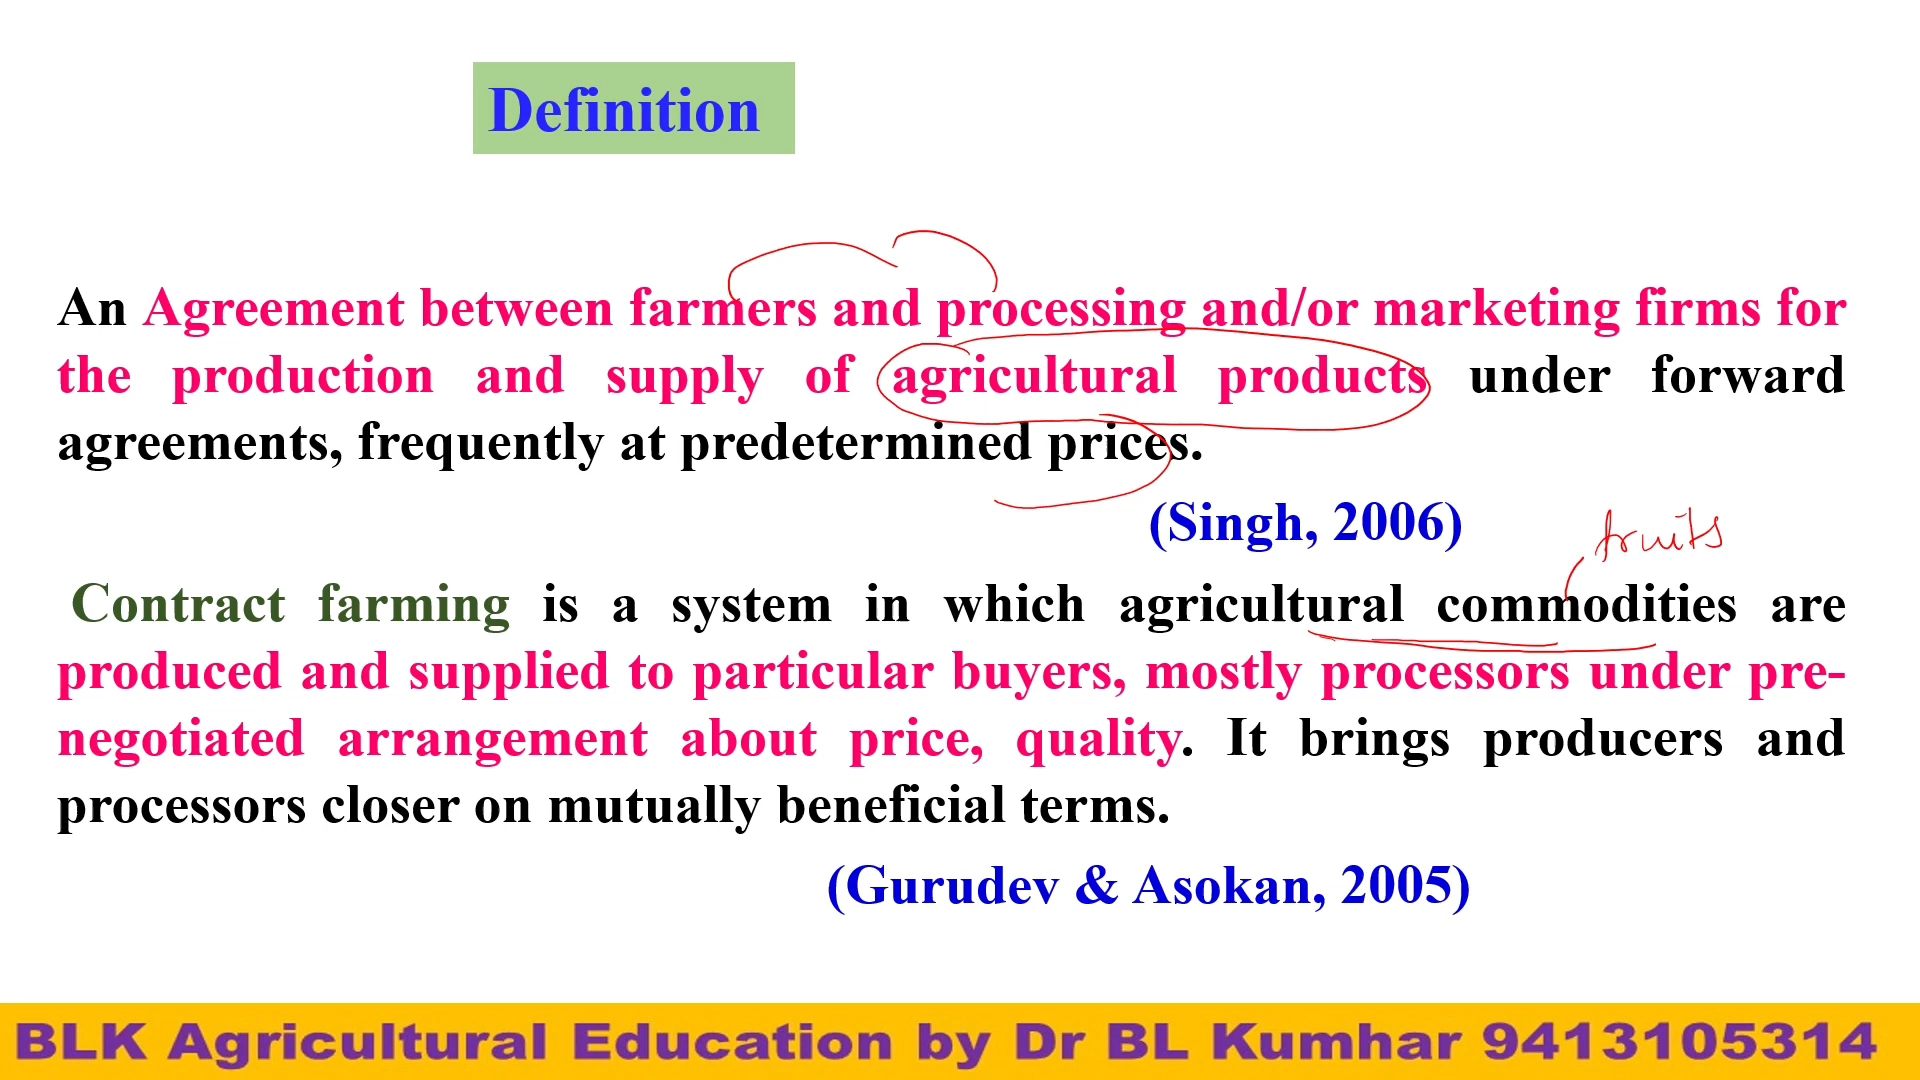 Definition
An Agreement between farmers and processing and/or marketing firms for
the production and supply of agricultural products under forward
agreements, frequently at predetermined prices.
(Singh, 2006)
fruits
Contract farming is a system in which agricultural commodities are
produced and supplied to particular buyers, mostly processors under pre-
negotiated arrangement about price, quality. It brings producers and
processors closer on mutually beneficial terms.
(Gurudev & Asokan, 2005)
BLK Agricultural Education by Dr BL Kumhar 9413105314